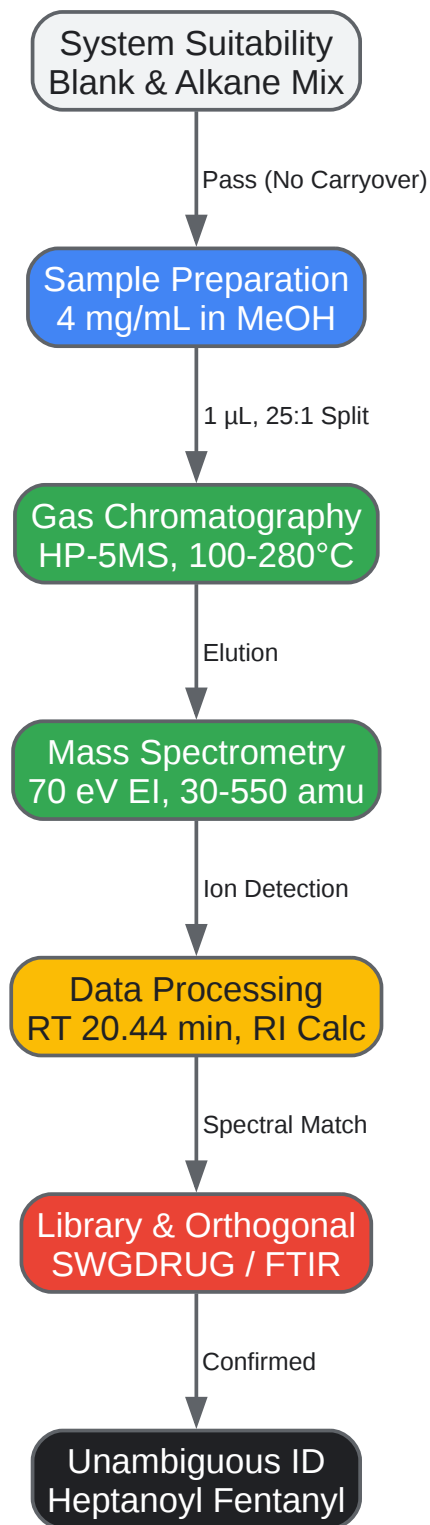 System Suitability
Blank & Alkane Mix
Pass (No Carryover)
Sample Preparation
4 mg/mL in MeOH
1 µL, 25:1 Split
Gas Chromatography
HP-5MS, 100-280°C
Elution
Mass Spectrometry
70 eV EI, 30-550 amu
Ion Detection
Data Processing
RT 20.44 min, RI Calc
Spectral Match
Library & Orthogonal
SWGDRUG / FTIR
Confirmed
Unambiguous ID
Heptanoyl Fentanyl